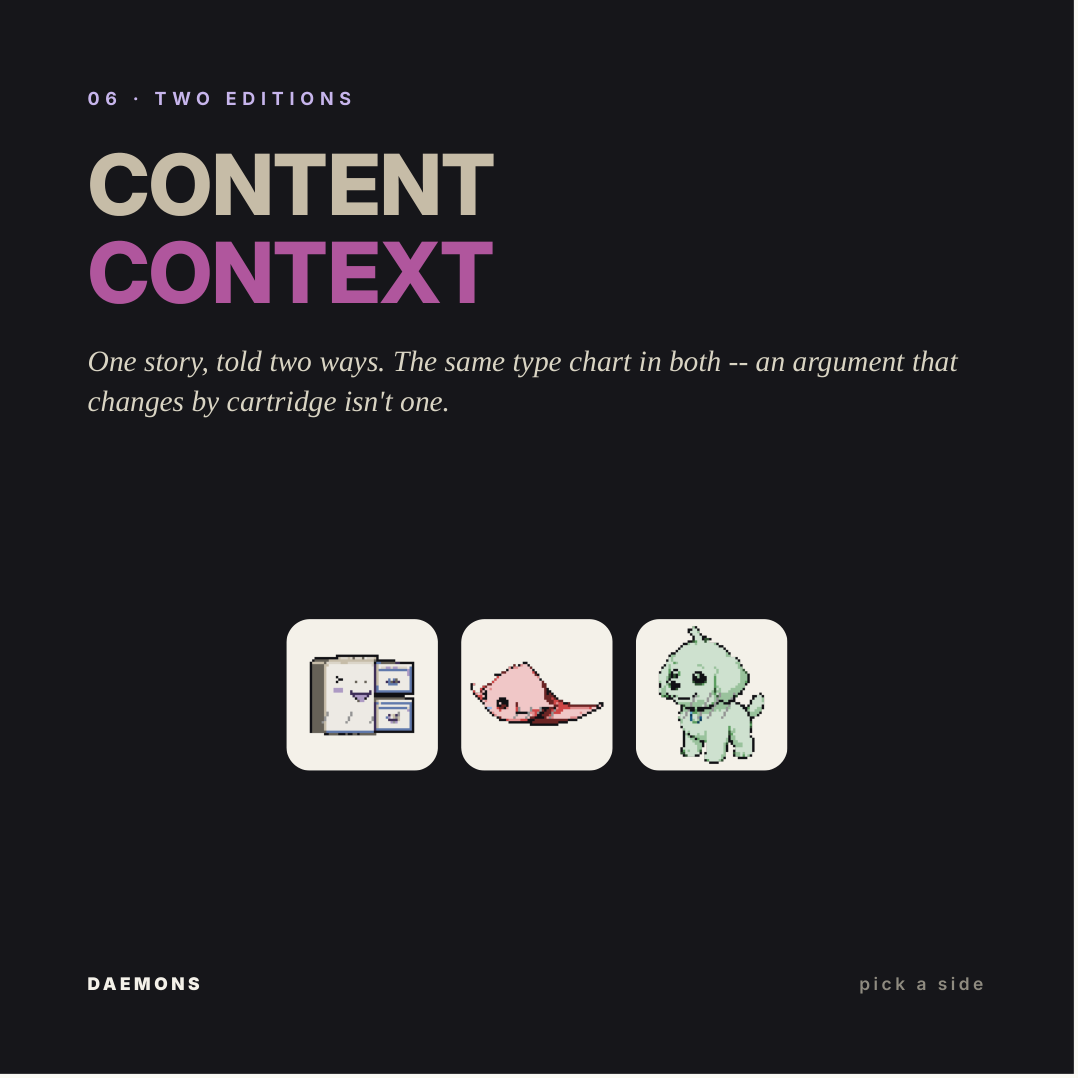 06 · TWO EDITIONS
CONTENT
CONTEXT
One story, told two ways. The same type chart in both -- an argument that
changes by cartridge isn't one.
DAEMONS
pick a side